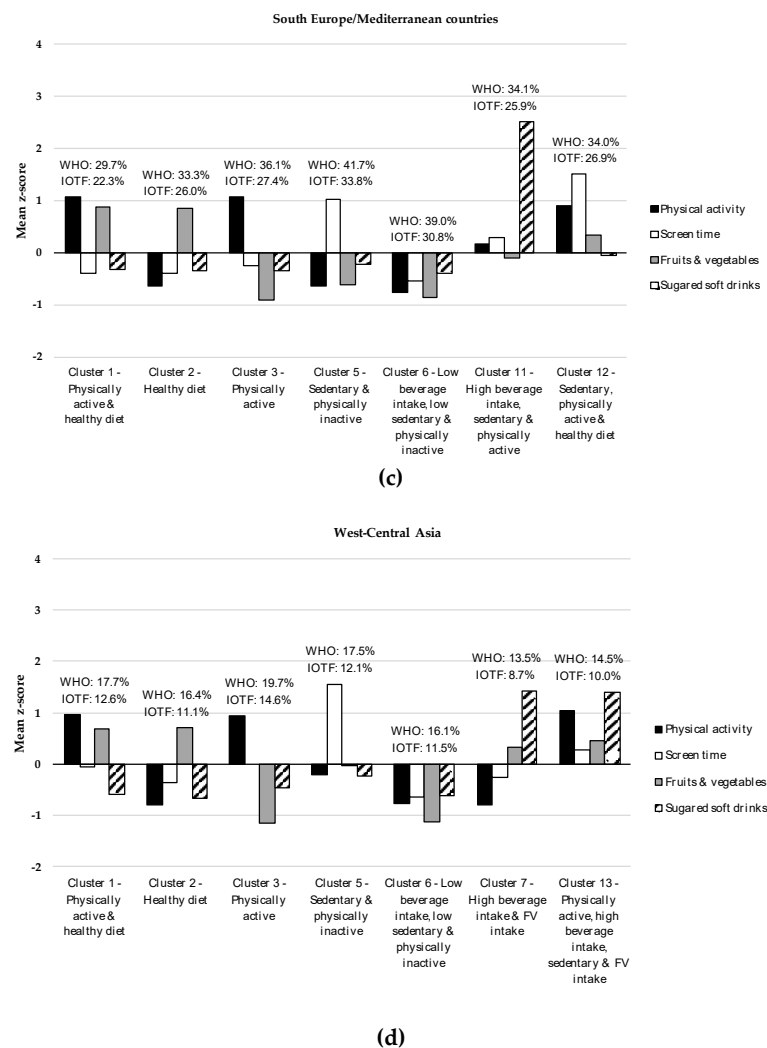 South Europe/Mediterranean countries
4
3
2
1
0
-1
-2
Mean z-score
WHO: 29.7%
IOTF: 22.3%
WHO: 33.3%
IOTF: 26.0%
WHO: 36.1%
IOTF: 27.4%
WHO: 41.7%
IOTF: 33.8%
WHO: 39.0%
IOTF: 30.8%
WHO: 34.1%
IOTF: 25.9%
WHO: 34.0%
IOTF: 26.9%
Physical activity
Screen time
Fruits & vegetables
Sugared soft drinks
Cluster 1 -
Physically
active &
healthy diet
Cluster 2 -
Healthy diet
Cluster 3 -
Physically
active
Cluster 5 -
Sedentary &
physically
inactive
Cluster 6 - Low
beverage
intake, low
sedentary &
physically
inactive
Cluster 11 -
High beverage
intake,
sedentary &
physically
active
Cluster 12 -
Sedentary,
physically
active &
healthy diet
(c)
West-Central Asia
4
3
2
1
0
-1
-2
Mean z-score
WHO: 17.7%
IOTF: 12.6%
WHO: 16.4%
IOTF: 11.1%
WHO: 19.7%
IOTF: 14.6%
WHO: 17.5%
IOTF: 12.1%
WHO: 16.1%
IOTF: 11.5%
WHO: 13.5%
IOTF: 8.7%
WHO: 14.5%
IOTF: 10.0%
Physical activity
Screen time
Fruits & vegetables
Sugared soft drinks
Cluster 1 -
Physically
active &
healthy diet
Cluster 2 -
Healthy diet
Cluster 3 -
Physically
active
Cluster 5 -
Sedentary &
physically
inactive
Cluster 6 - Low
beverage
intake, low
sedentary &
physically
inactive
Cluster 7 -
High beverage
intake & FV
intake
Cluster 13 -
Physically
active, high
beverage
intake,
sedentary & FV
intake
(d)